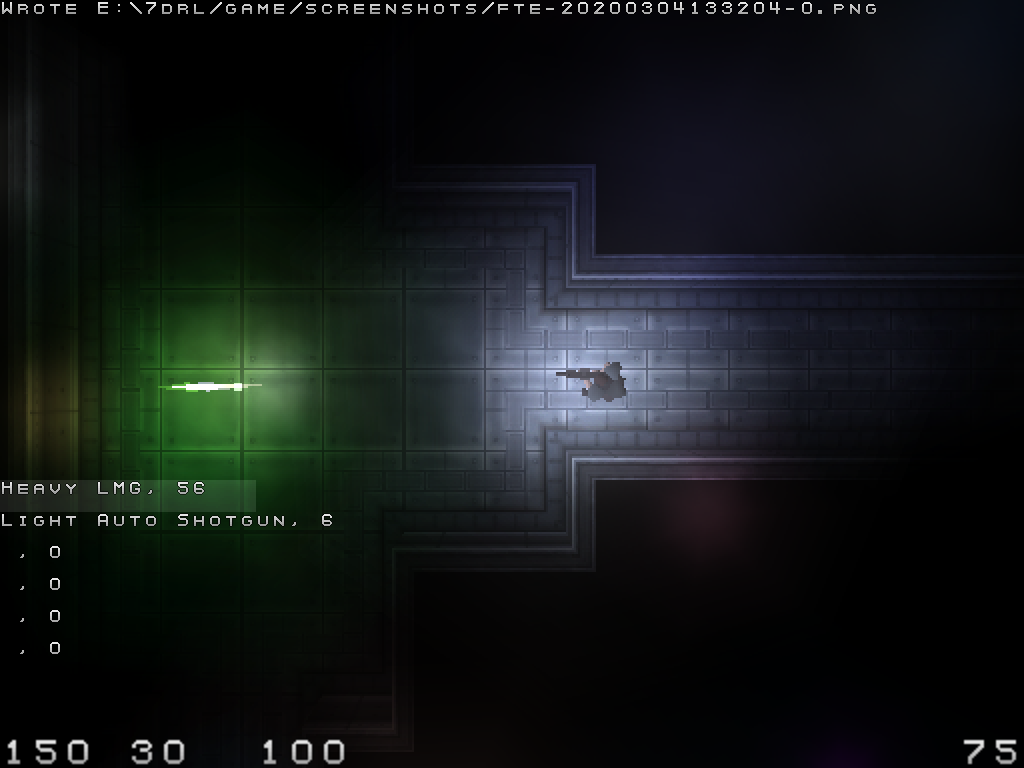 Wrote E:\7DRL/game/screenshots/fte-20200304133204-0.png
Heavy LMG, 56
Light Auto Shotgun, 6
, 0
, 0
, 0
, 0
150 30 100 75